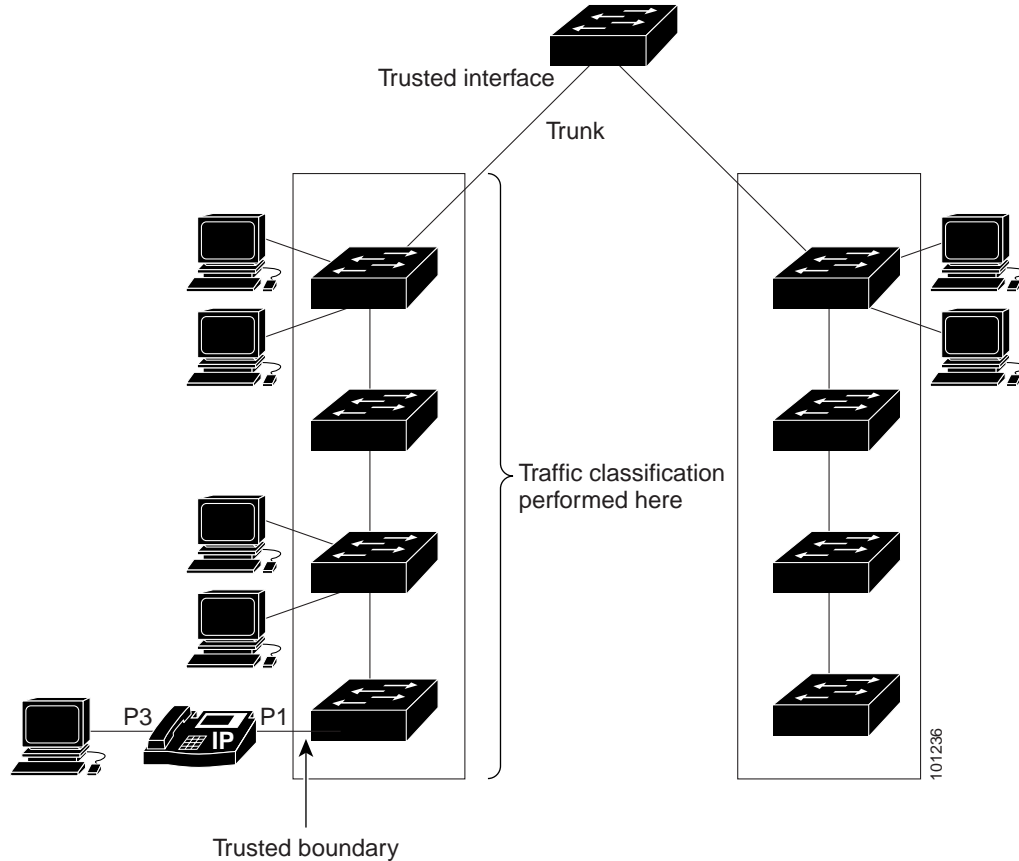 Trusted interface
Trunk
Traffic classification
performed here
P3
IP
P1
101236
Trusted boundary